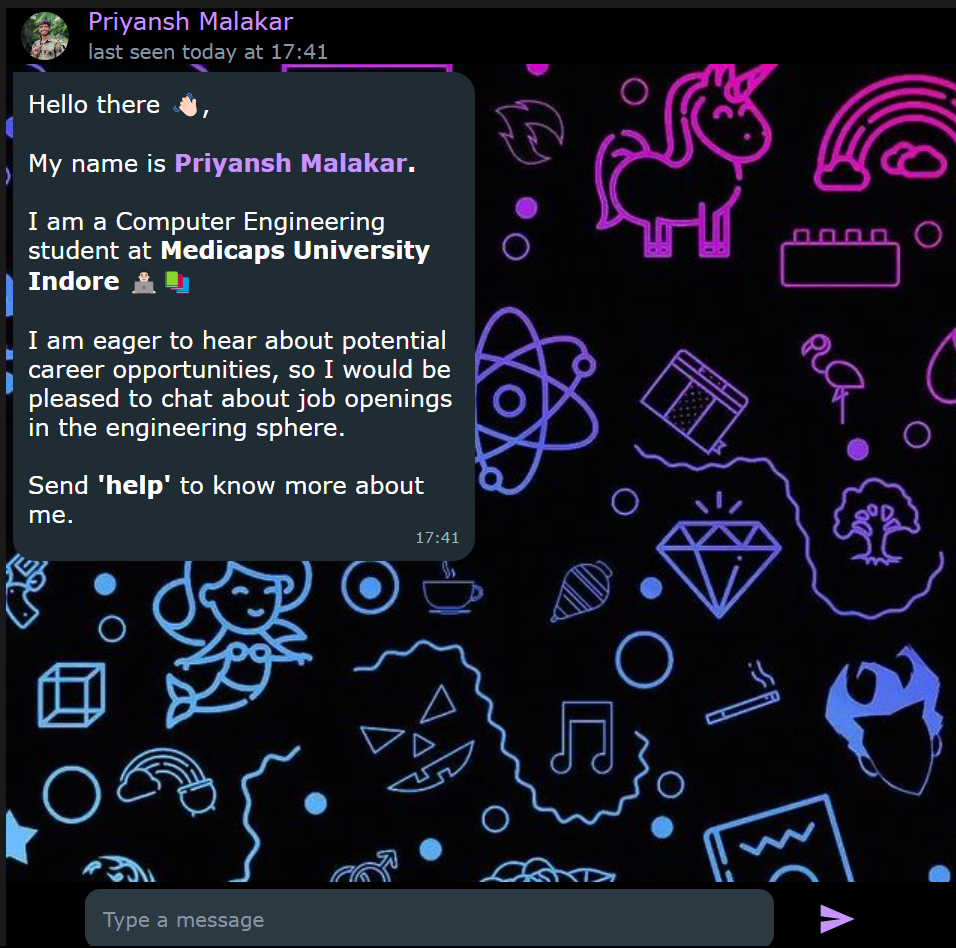 Priyansh Malakar
last seen today at 17:41
Hello there 👋🏻,
My name is Priyansh Malakar.
I am a Computer Engineering
student at Medicaps University
Indore 👨🏻‍💻 📚
I am eager to hear about potential
career opportunities, so I would be
pleased to chat about job openings
in the engineering sphere.
Send 'help' to know more about
me.
17:41
Type a message